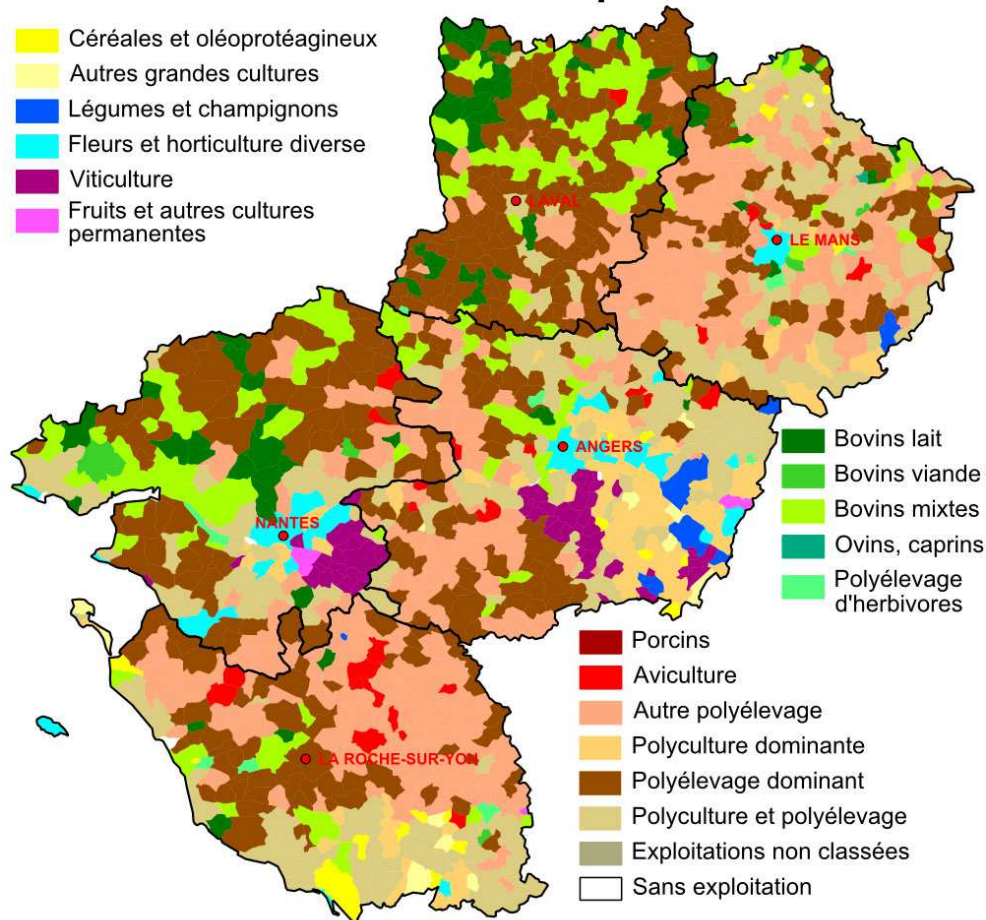 Céréales et oléoprotéagineux
Autres grandes cultures
Légumes et champignons
Fleurs et horticulture diverse
Viticulture
Fruits et autres cultures
permanentes
LAVAL
LE MANS
ANGERS
NANTES
LA ROCHE-SUR-YON
Bovins lait
Bovins viande
Bovins mixtes
Ovins, caprins
Polyélevage
d'herbivores
Porcins
Aviculture
Autre polyélevage
Polyculture dominante
Polyélevage dominant
Polyculture et polyélevage
Exploitations non classées
Sans exploitation